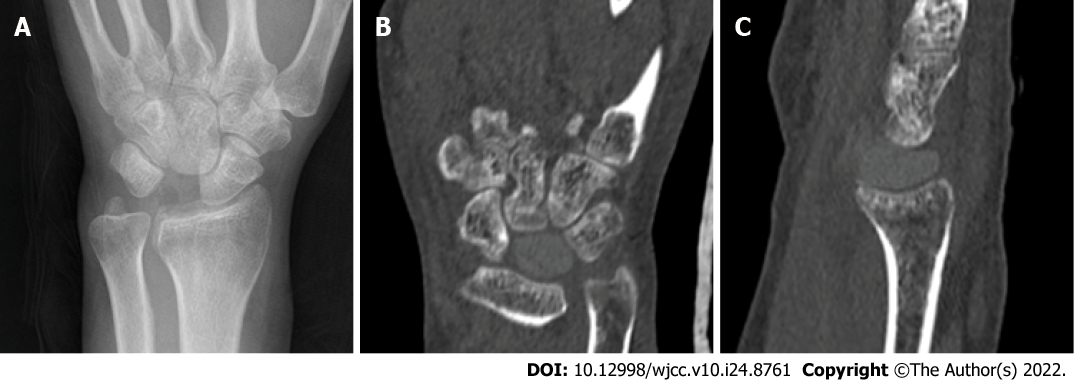 A
B
C
DOI: 10.12998/wjcc.v10.i24.8761 Copyright ©The Author(s) 2022.